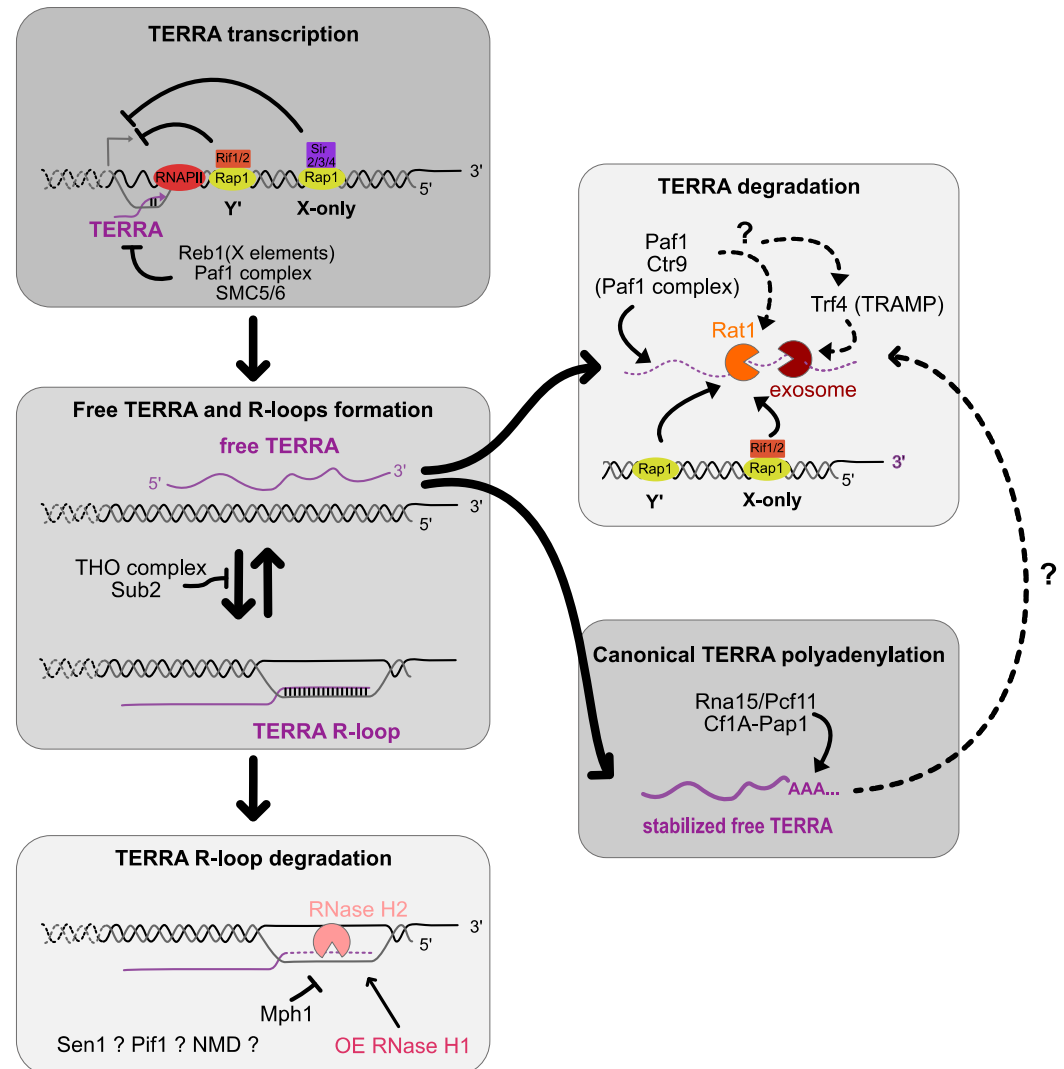 TERRA transcription
Rif1/2
Sir
2/3/4
RNAPII
Rap1
Rap1
3'
5'
Y'
X-only
TERRA
Reb1(X elements)
Paf1 complex
SMC5/6
Free TERRA and R-loops formation
free TERRA
5'
3'
3'
5'
THO complex
Sub2
TERRA R-loop
TERRA R-loop degradation
RNase H2
3'
5'
Mph1
Sen1 ? Pif1 ? NMD ?
OE RNase H1
TERRA degradation
Paf1
Ctr9
(Paf1 complex)
?
Trf4 (TRAMP)
Rat1
exosome
Rif1/2
Rap1
Rap1
3'
5'
Y'
X-only
?
Canonical TERRA polyadenylation
Rna15/Pcf11
Cf1A-Pap1
AAA...
stabilized free TERRA